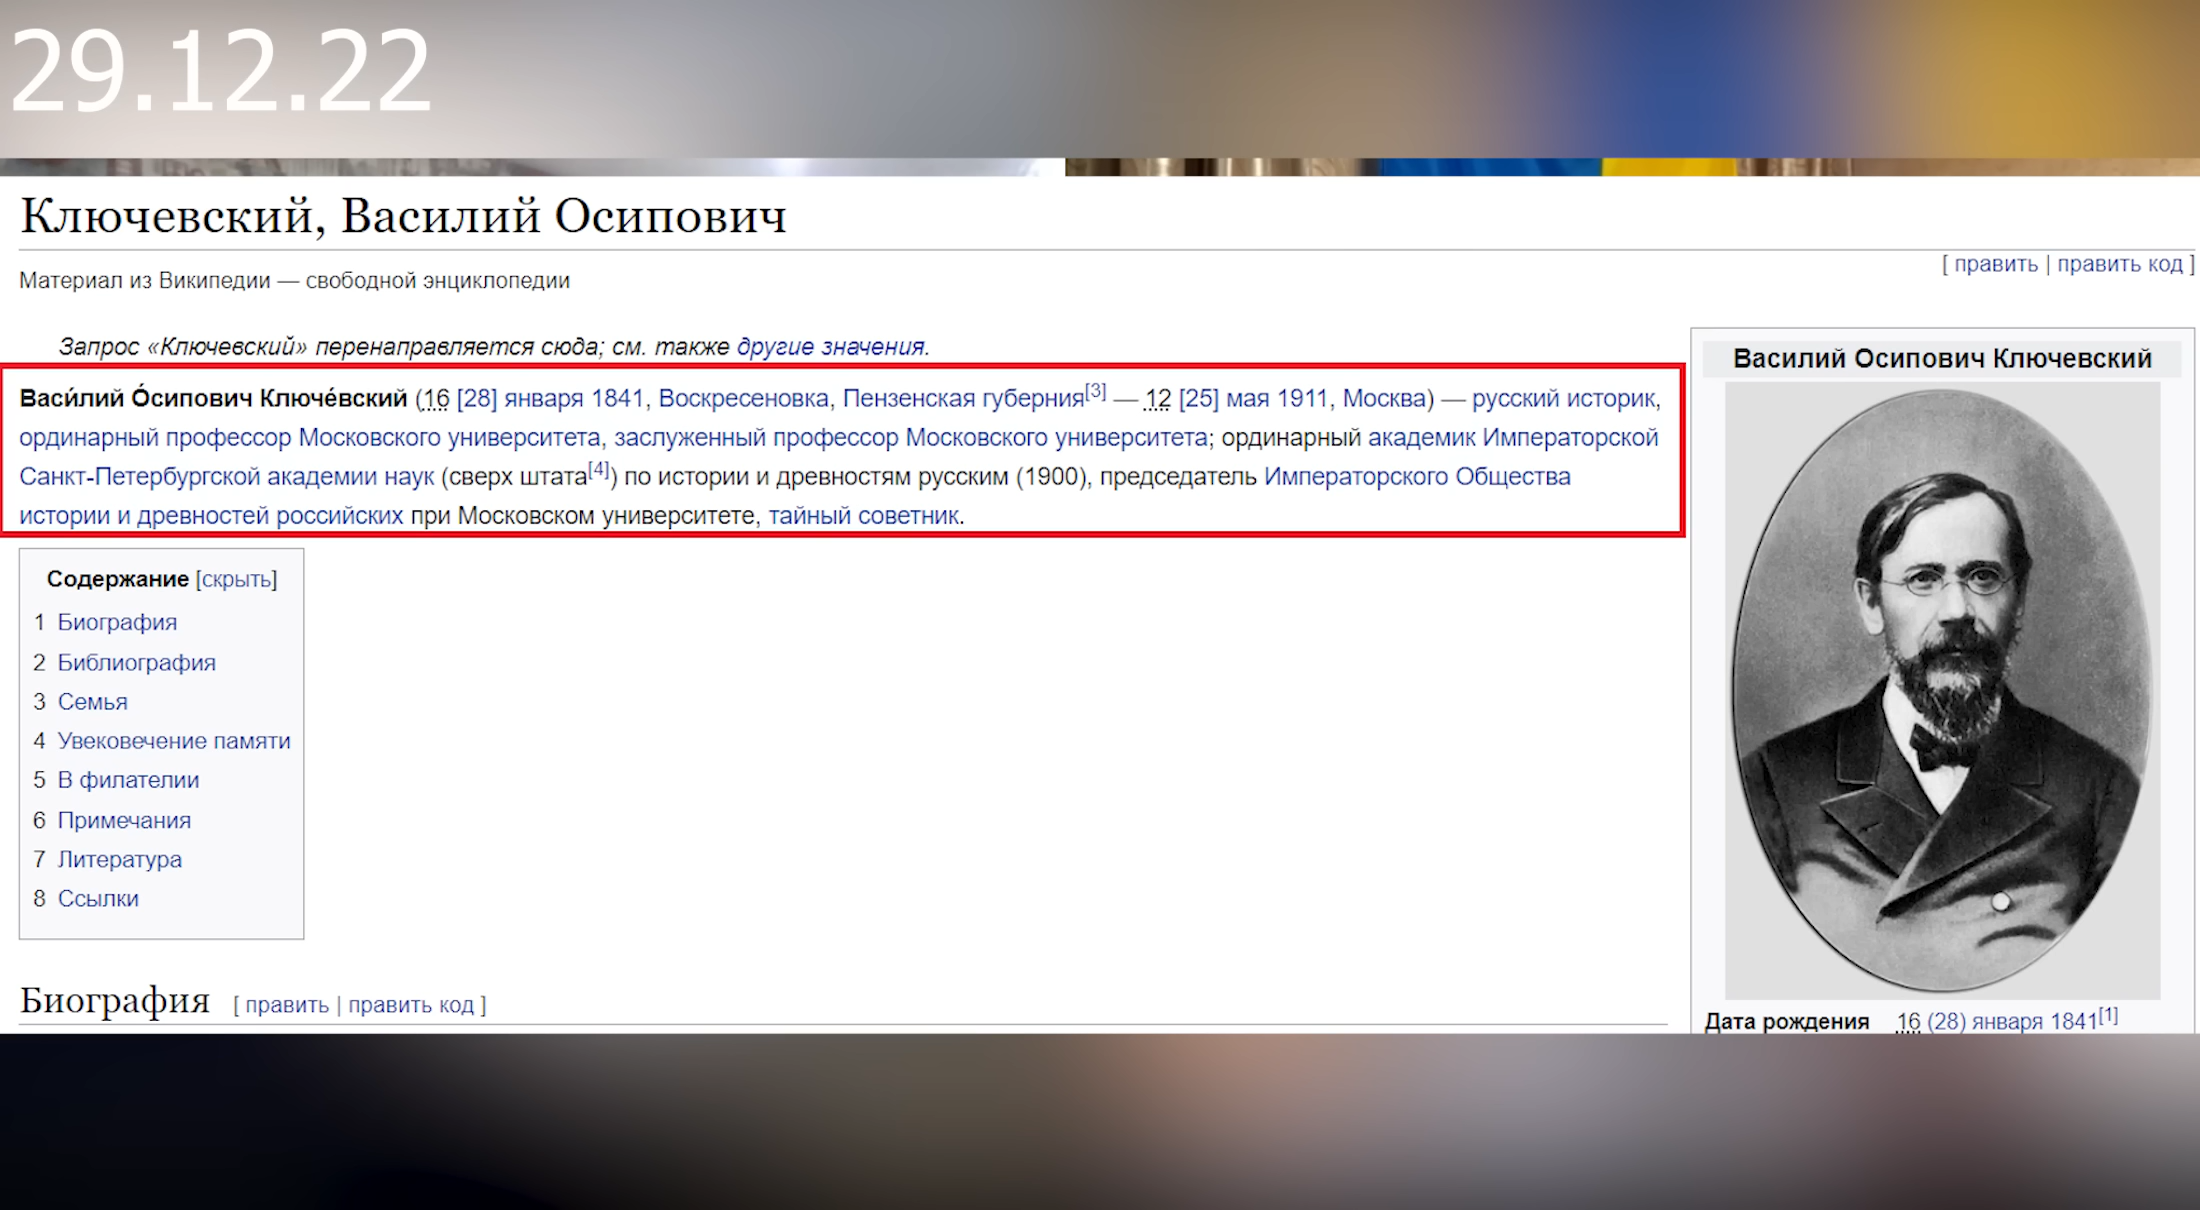 29.12.22
Ключевский, Василий Осипович
[ править | править код ]
Материал из Википедии — свободной энциклопедии
Запрос «Ключевский» перенаправляется сюда; см. также другие значения.
Васи́лий О́сипович Ключе́вский (16 [28] января 1841, Воскресеновка, Пензенская губерния[3] — 12 [25] мая 1911, Москва) — русский историк,
ординарный профессор Московского университета, заслуженный профессор Московского университета; ординарный академик Императорской
Санкт-Петербургской академии наук (сверх штата[4]) по истории и древностям русским (1900), председатель Императорского Общества
истории и древностей российских при Московском университете, тайный советник.
Содержание [скрыть]
1 Биография
2 Библиография
3 Семья
4 Увековечение памяти
5 В филателии
6 Примечания
7 Литература
8 Ссылки
Биография [ править | править код ]
Василий Осипович Ключевский
Дата рождения 16 (28) января 1841[1]